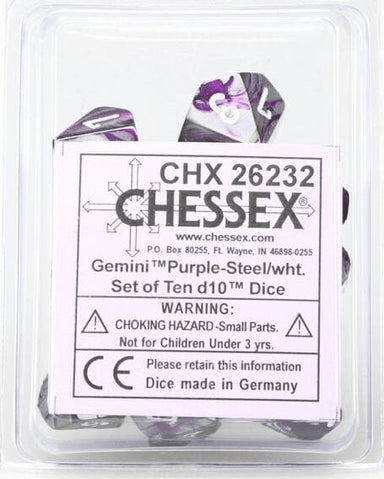 CHX 26232
CHESSEX®
www.chessex.com
P.O. Box 80255, Ft. Wayne, IN 46898-0255
Gemini™Purple-Steel/wht.
Set of Ten d10™ Dice
WARNING:
CHOKING HAZARD-Small Parts.
Not for Children Under 3 yrs.
CE Please retain this information
Dice made in Germany